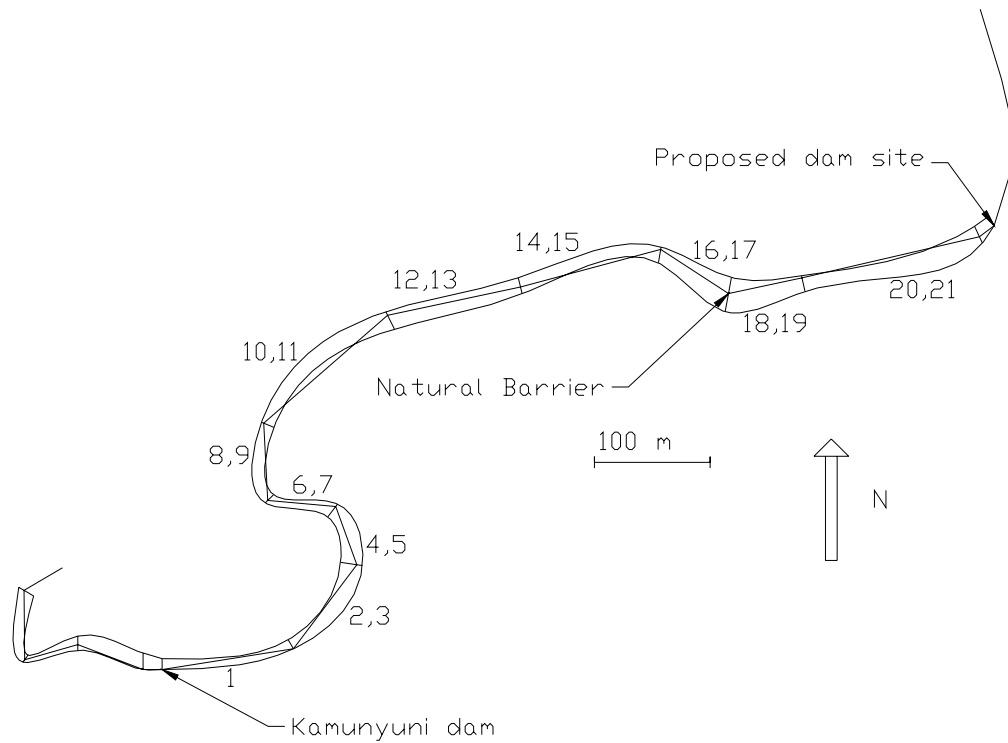 Proposed dam site
14,15
16,17
12,13
20,21
18,19
10,11
Natural Barrier
100 m
8,9
6,7
N
4,5
2,3
1
Kamunyuni dam